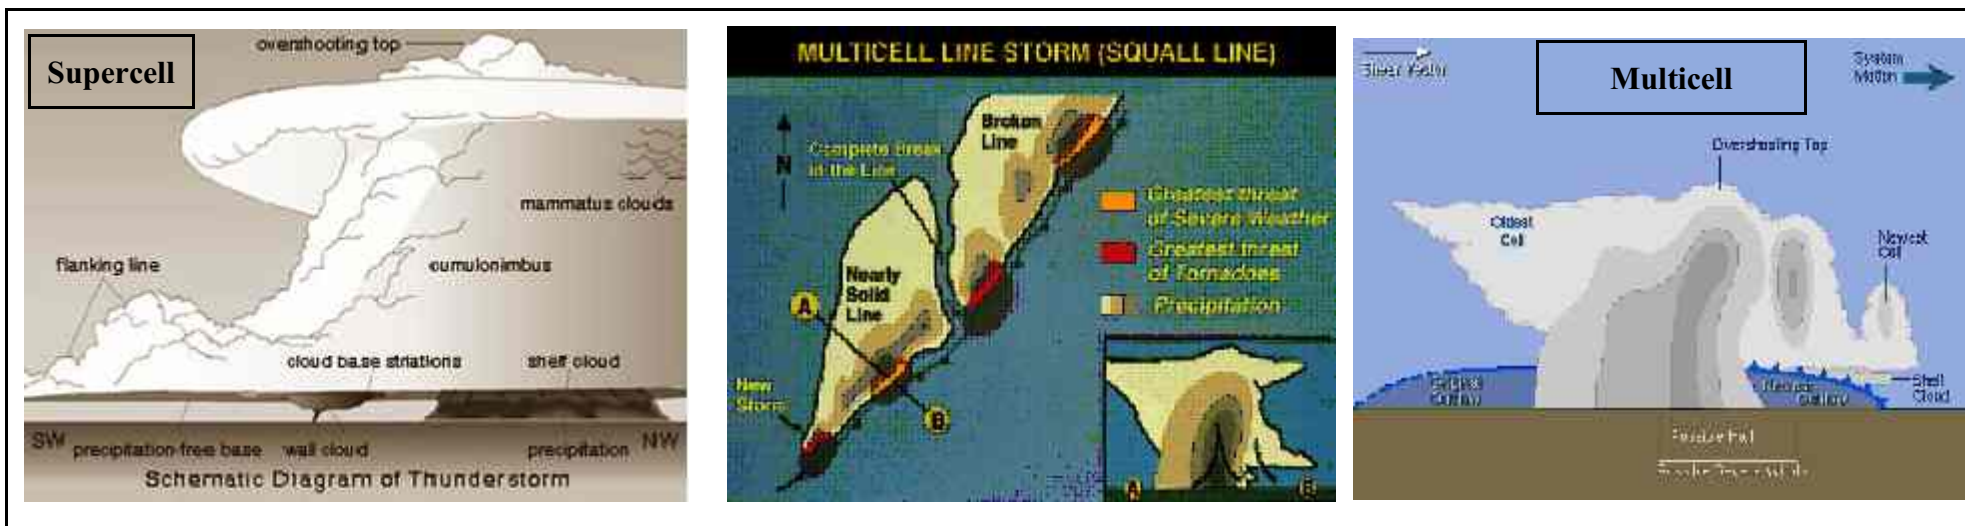 Supercell
overshooting top
mammatus clouds
flanking line
cumulonimbus
cloud base striations
shelf cloud
SW
precipitation-free base
wall cloud
precipitation
NW
Schematic Diagram of Thunderstorm
MULTICELL LINE STORM (SQUALL LINE)
N
Complete Break
in the Line
Broken
Line
Greatest threat
of Severe Weather
Greatest threat
of Tornadoes
Precipitation
Nearly
Solid
Line
A
B
New
Storm
A
B
Multicell
Shear Vector
System
Motion
Overshooting Top
Oldest
Cell
Newest
Cell
Shelf
Cloud